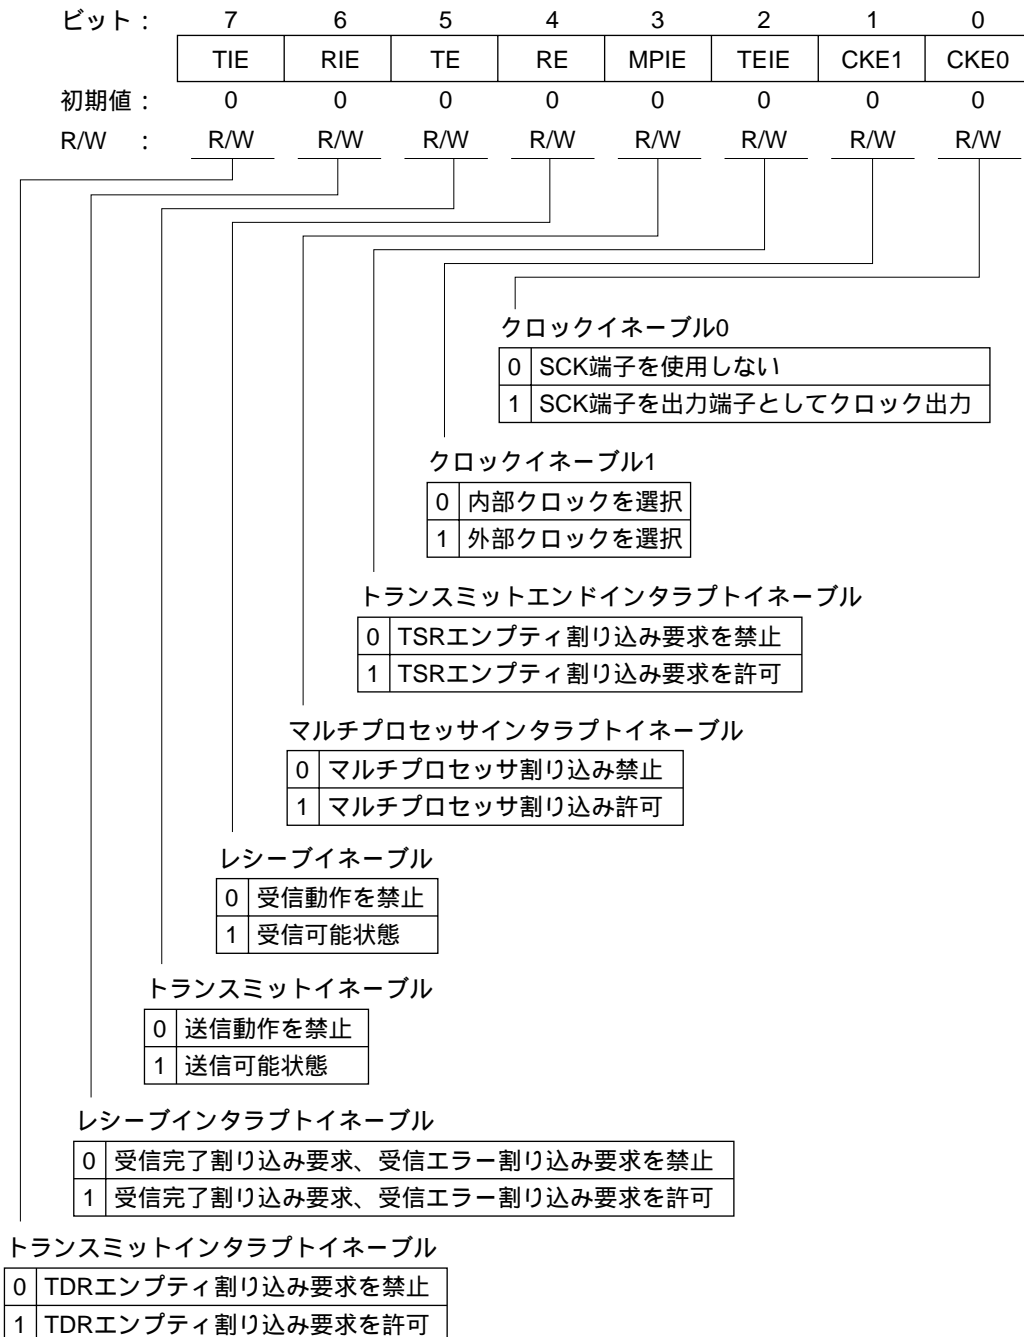 ビット： 7 6 5 4 3 2 1 0
TIE RIE TE RE MPIE TEIE CKE1 CKE0
初期値： 0 0 0 0 0 0 0 0
R/W ： R/W R/W R/W R/W R/W R/W R/W R/W
クロックイネーブル0
0 SCK端子を使用しない
1 SCK端子を出力端子としてクロック出力
クロックイネーブル1
0 内部クロックを選択
1 外部クロックを選択
トランスミットエンドインタラプトイネーブル
0 TSRエンプティ割り込み要求を禁止
1 TSRエンプティ割り込み要求を許可
マルチプロセッサインタラプトイネーブル
0 マルチプロセッサ割り込み禁止
1 マルチプロセッサ割り込み許可
レシーブイネーブル
0 受信動作を禁止
1 受信可能状態
トランスミットイネーブル
0 送信動作を禁止
1 送信可能状態
レシーブインタラプトイネーブル
0 受信完了割り込み要求、受信エラー割り込み要求を禁止
1 受信完了割り込み要求、受信エラー割り込み要求を許可
トランスミットインタラプトイネーブル
0 TDRエンプティ割り込み要求を禁止
1 TDRエンプティ割り込み要求を許可